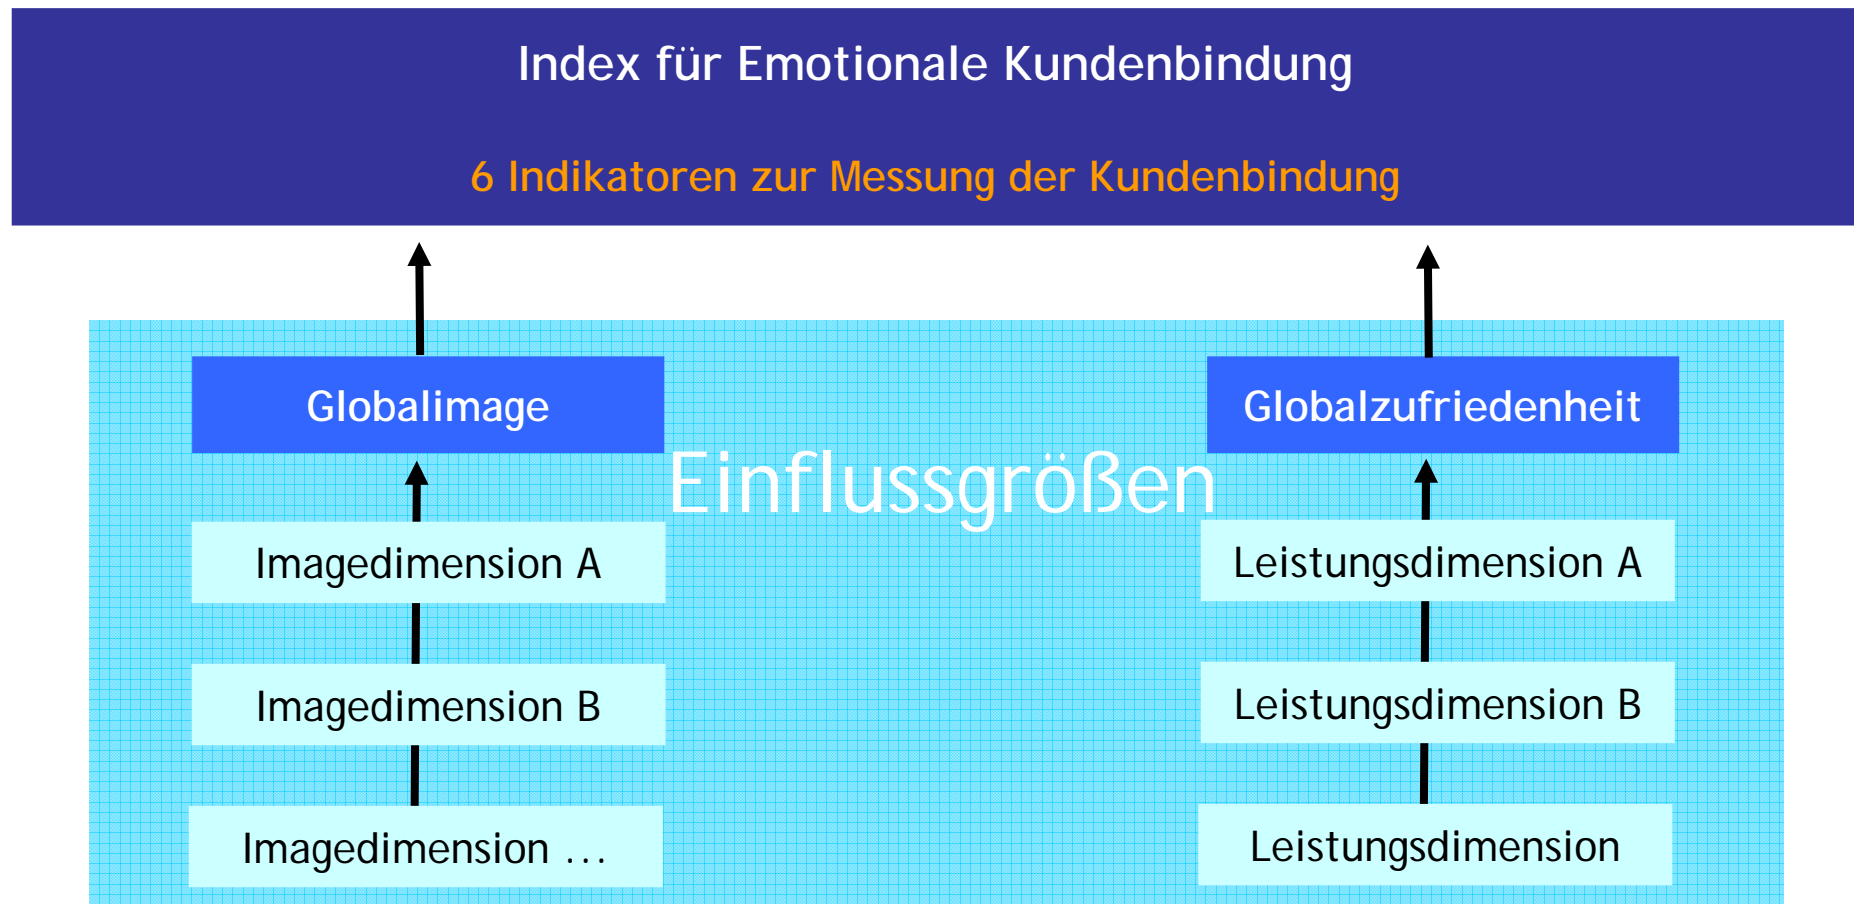 Index für Emotionale Kundenbindung
6 Indikatoren zur Messung der Kundenbindung
Globalimage
Globalzufriedenheit
Einflussgrößen
Imagedimension A
Leistungsdimension A
Imagedimension B
Leistungsdimension B
Imagedimension ...
Leistungsdimension